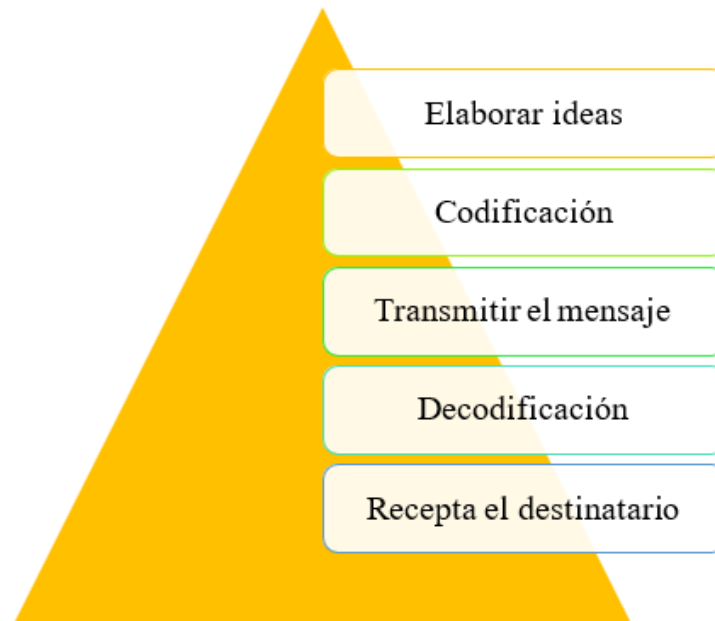 Elaborar ideas
Codificación
Transmitir el mensaje
Decodificación
Recepta el destinatario